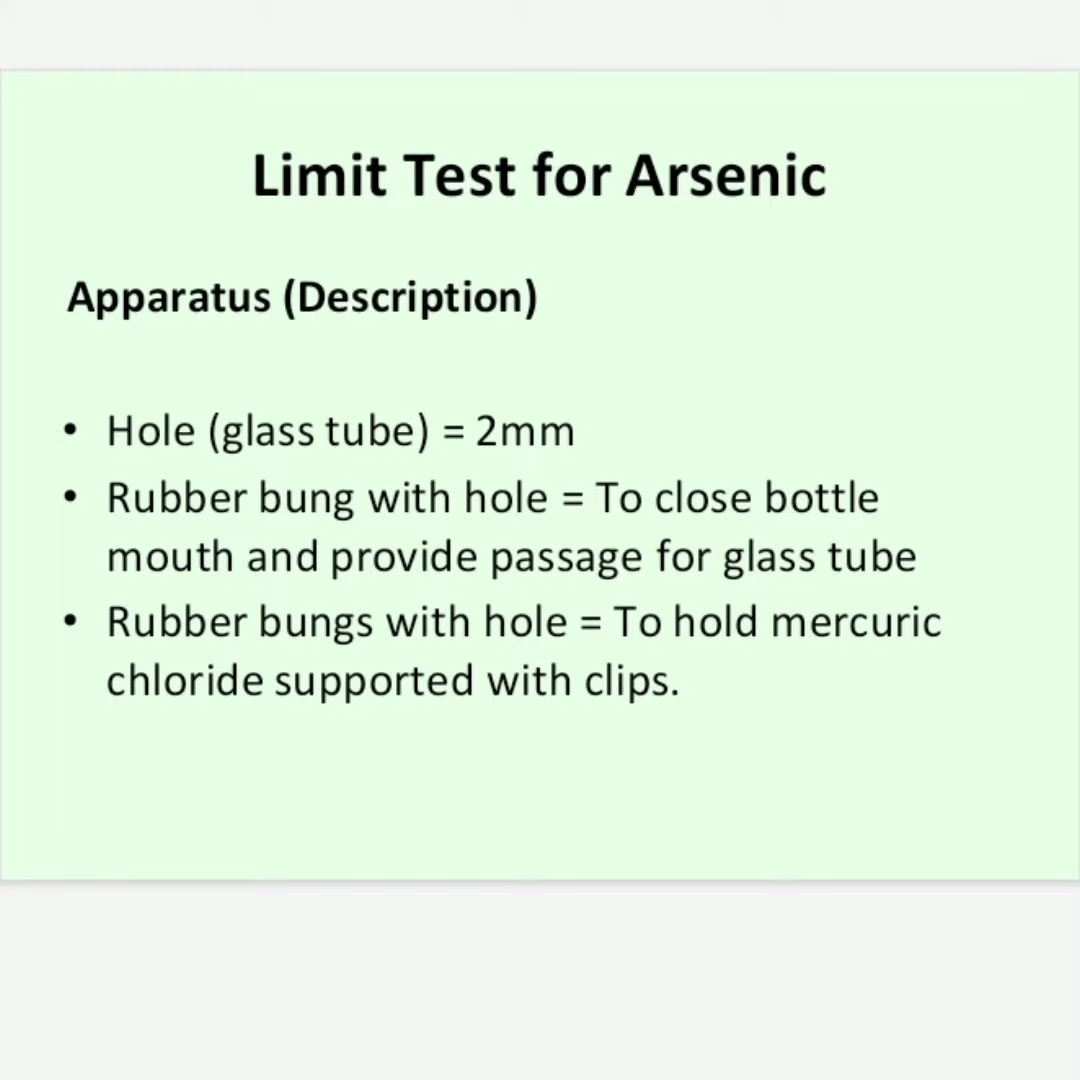 Limit Test for Arsenic
Apparatus (Description)
• Hole (glass tube) = 2mm
• Rubber bung with hole = To close bottle
mouth and provide passage for glass tube
• Rubber bungs with hole = To hold mercuric
chloride supported with clips.